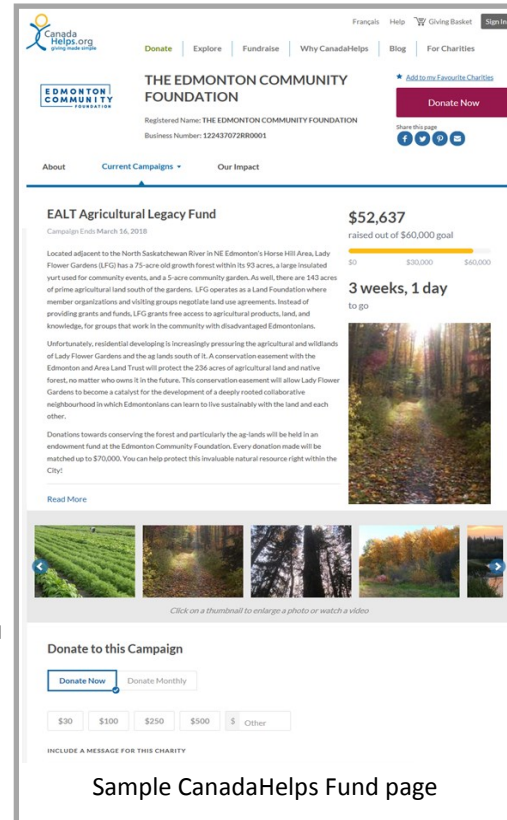 Canada
Helps.org
giving made simple
Français Help Giving Basket Sign In
Donate Explore Fundraise Why CanadaHelps Blog For Charities
EDMONTON
COMMUNITY
FOUNDATION
THE EDMONTON COMMUNITY
FOUNDATION
Registered Name: THE EDMONTON COMMUNITY FOUNDATION
Business Number: 122437072RR0001
Add to my Favourite Charities
Donate Now
Share this page
About Current Campaigns Our Impact
EALT Agricultural Legacy Fund
Campaign Ends March 16, 2018
Located adjacent to the North Saskatchewan River in NE Edmonton's Horse Hill Area, Lady
Flower Gardens (LFG) has a 75-acre old growth forest within its 93 acres, a large insulated
yurt used for community events, and a 5-acre community garden. As well, there are 143 acres
of prime agricultural land south of the gardens. LFG operates as a Land Foundation where
member organizations and visiting groups negotiate land use agreements. Instead of
providing grants and funds, LFG grants free access to agricultural products, land, and
knowledge, for groups that work in the community with disadvantaged Edmontonians.
Unfortunately, residential developing is increasingly pressuring the agricultural and wildlands
of Lady Flower Gardens and the ag lands south of it. A conservation easement with the
Edmonton and Area Land Trust will protect the 236 acres of agricultural land and native
forest, no matter who owns it in the future. This conservation easement will allow Lady Flower
Gardens to become a catalyst for the development of a deeply rooted collaborative
neighbourhood in which Edmontonians can learn to live sustainably with the land and each
other.
Donations towards conserving the forest and particularly the ag-lands will be held in an
endowment fund at the Edmonton Community Foundation. Every donation made will be
matched up to $70,000. You can help protect this invaluable natural resource right within the
City!
Read More
$52,637
raised out of $60,000 goal
$0 $30,000 $60,000
3 weeks, 1 day
to go
Click on a thumbnail to enlarge a photo or watch a video
Donate to this Campaign
Donate Now Donate Monthly
$30 $100 $250 $500 $ Other
INCLUDE A MESSAGE FOR THIS CHARITY
Sample CanadaHelps Fund page